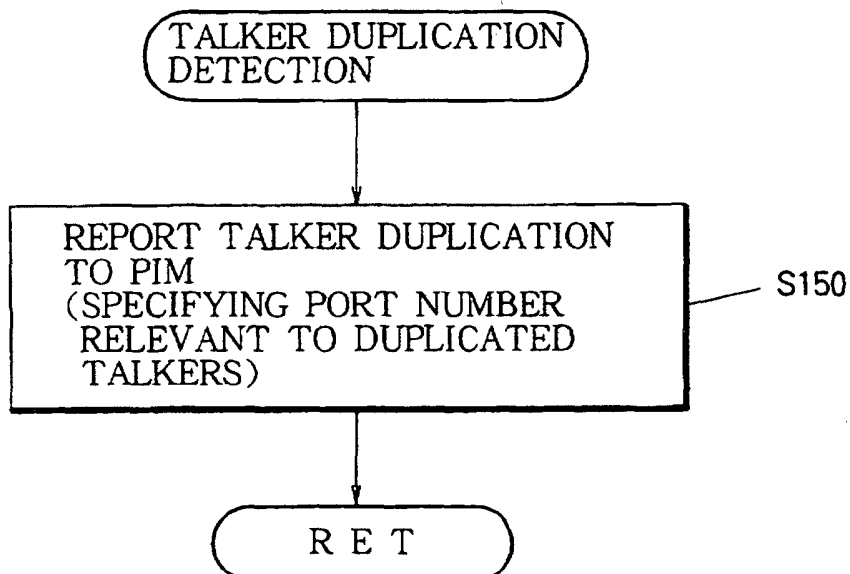 TALKER DUPLICATION
DETECTION
REPORT TALKER DUPLICATION
TO PIM
(SPECIFYING PORT NUMBER
RELEVANT TO DUPLICATED
TALKERS)
S150
R E T